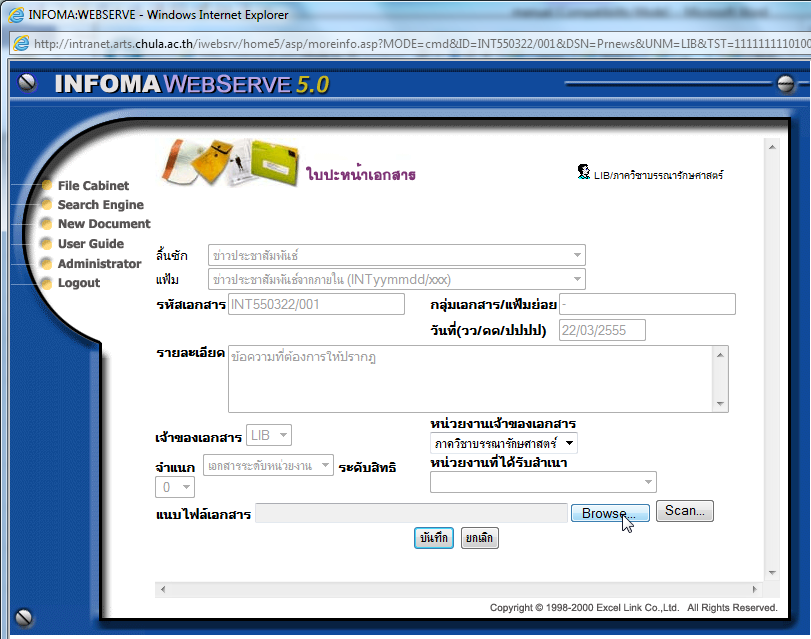 INFOMA:WEBSERVE - Windows Internet Explorer
http://intranet.arts.chula.ac.th/iwebsrv/home5/asp/moreinfo.asp?MODE=cmd&ID=INT550322/001&DSN=Prnews&UNM=LIB&TST=1111111110100
INFOMA WEBSERVE 5.0
ใบปะหน้าเอกสาร
LIB/ภาควิชาบรรณารักษศาสตร์
File Cabinet
Search Engine
New Document
User Guide
Administrator
Logout
ลิ้นชัก ข่าวประชาสัมพันธ์
แฟ้ม ข่าวประชาสัมพันธ์จากภายใน (INTyymmdd/xxx)
รหัสเอกสาร INT550322/001 กลุ่มเอกสาร/แฟ้มย่อย -
วันที่(วว/ดด/ปปปป) 22/03/2555
รายละเอียด ข้อความที่ต้องการให้ปรากฎ
เจ้าของเอกสาร LIB หน่วยงานเจ้าของเอกสาร
ภาควิชาบรรณารักษศาสตร์
จำแนก เอกสารระดับหน่วยงาน ระดับสิทธิ หน่วยงานที่ได้รับสำเนา
0
แนบไฟล์เอกสาร Browse... Scan...
บันทึก ยกเลิก
Copyright © 1998-2000 Excel Link Co.,Ltd. All Rights Reserved.